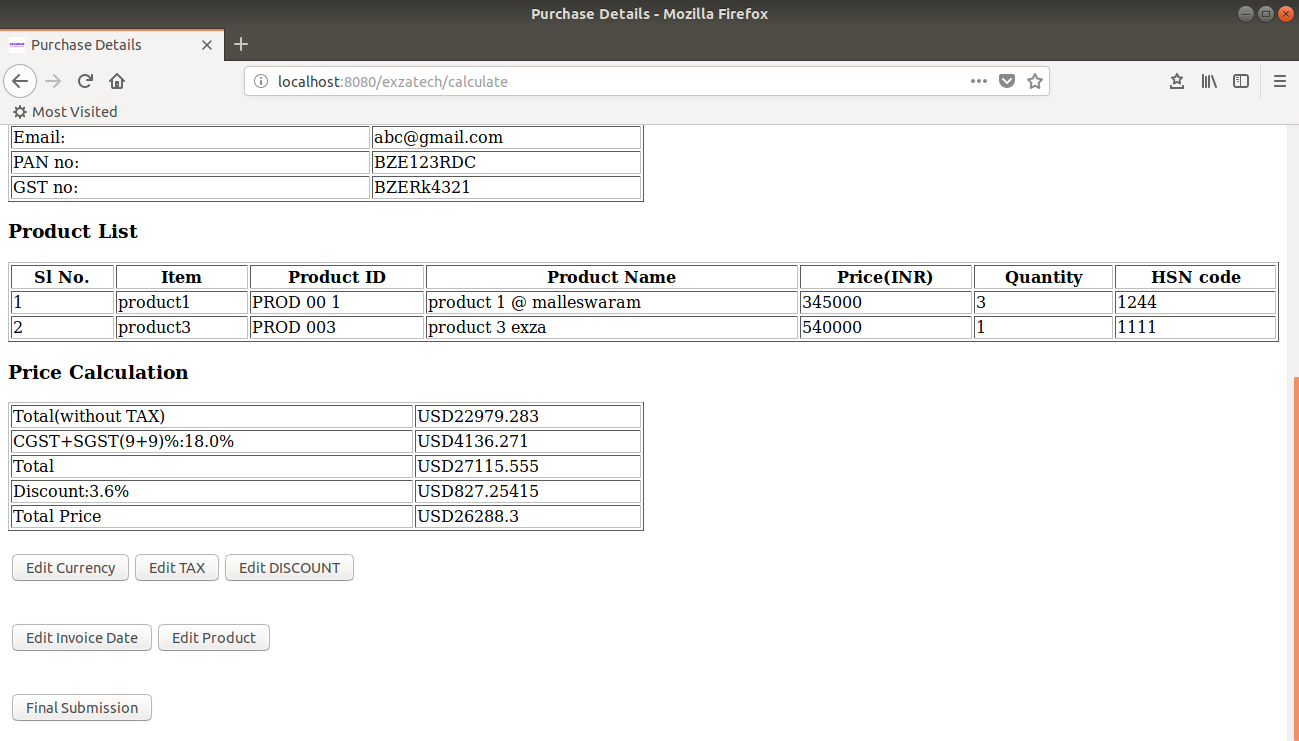 Purchase Details - Mozilla Firefox
Purchase Details
localhost:8080/exzatech/calculate
Most Visited
Email: abc@gmail.com
PAN no: BZE123RDC
GST no: BZERk4321
Product List
Sl No. Item Product ID Product Name Price(INR) Quantity HSN code
1 product1 PROD 00 1 product 1 @ malleswaram 345000 3 1244
2 product3 PROD 003 product 3 exza 540000 1 1111
Price Calculation
Total(without TAX) USD22979.283
CGST+SGST(9+9)%:18.0% USD4136.271
Total USD27115.555
Discount:3.6% USD827.25415
Total Price USD26288.3
Edit Currency Edit TAX Edit DISCOUNT
Edit Invoice Date Edit Product
Final Submission